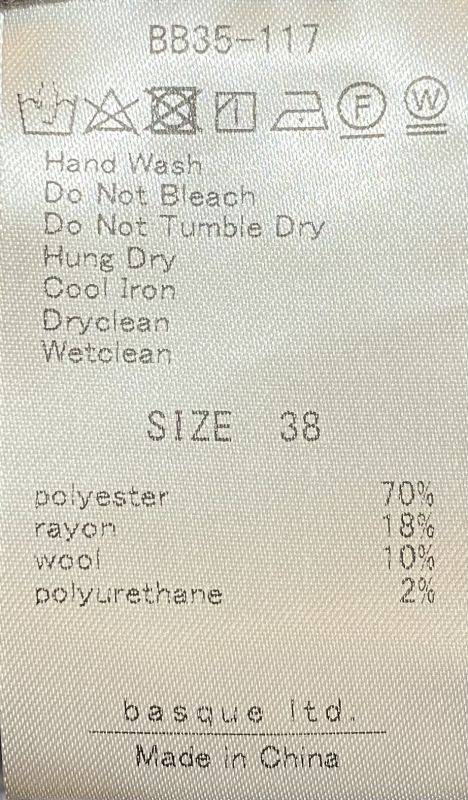 BB35-117
F W
Hand Wash
Do Not Bleach
Do Not Tumble Dry
Hung Dry
Cool Iron
Dryclean
Wetclean
SIZE 38
polyester 70%
rayon 18%
wool 10%
polyurethane 2%
basque ltd.
Made in China